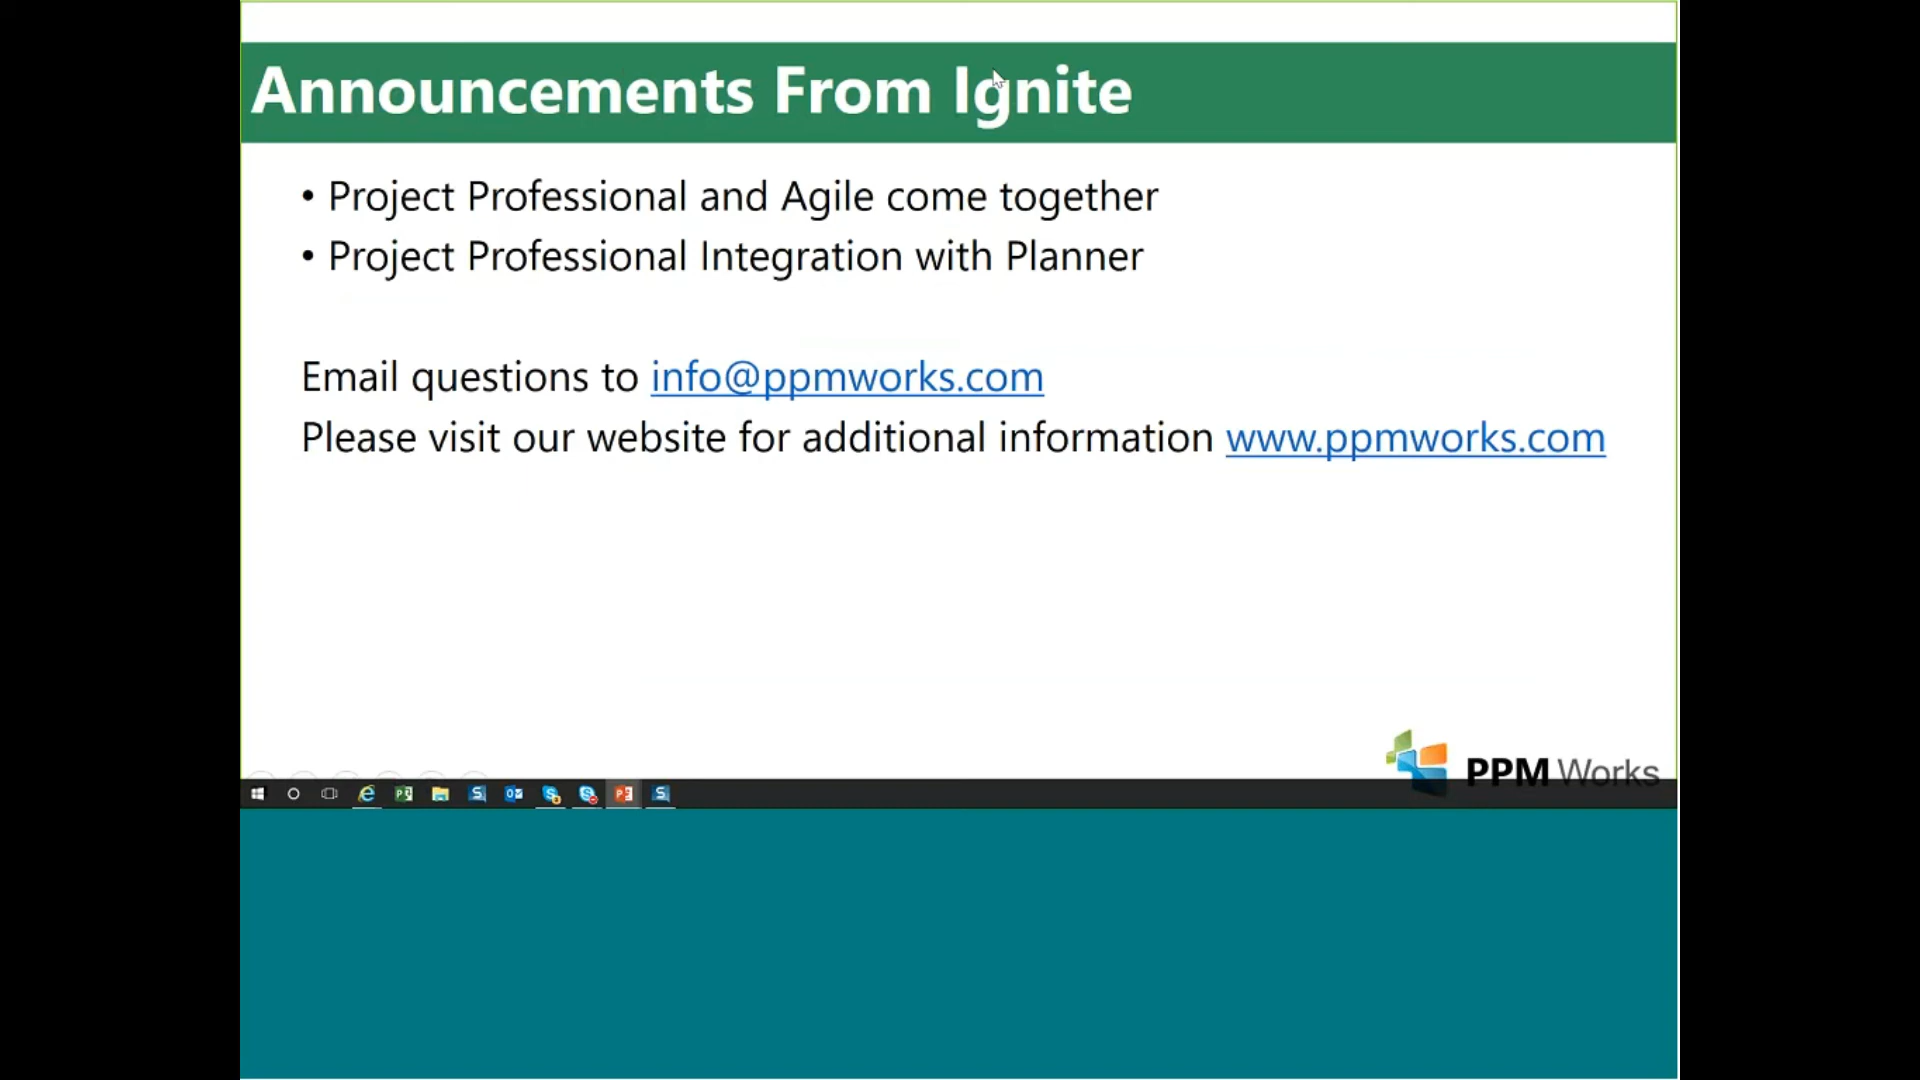 Announcements From Ignite
• Project Professional and Agile come together
• Project Professional Integration with Planner
Email questions to info@ppmworks.com
Please visit our website for additional information www.ppmworks.com
PPM Works